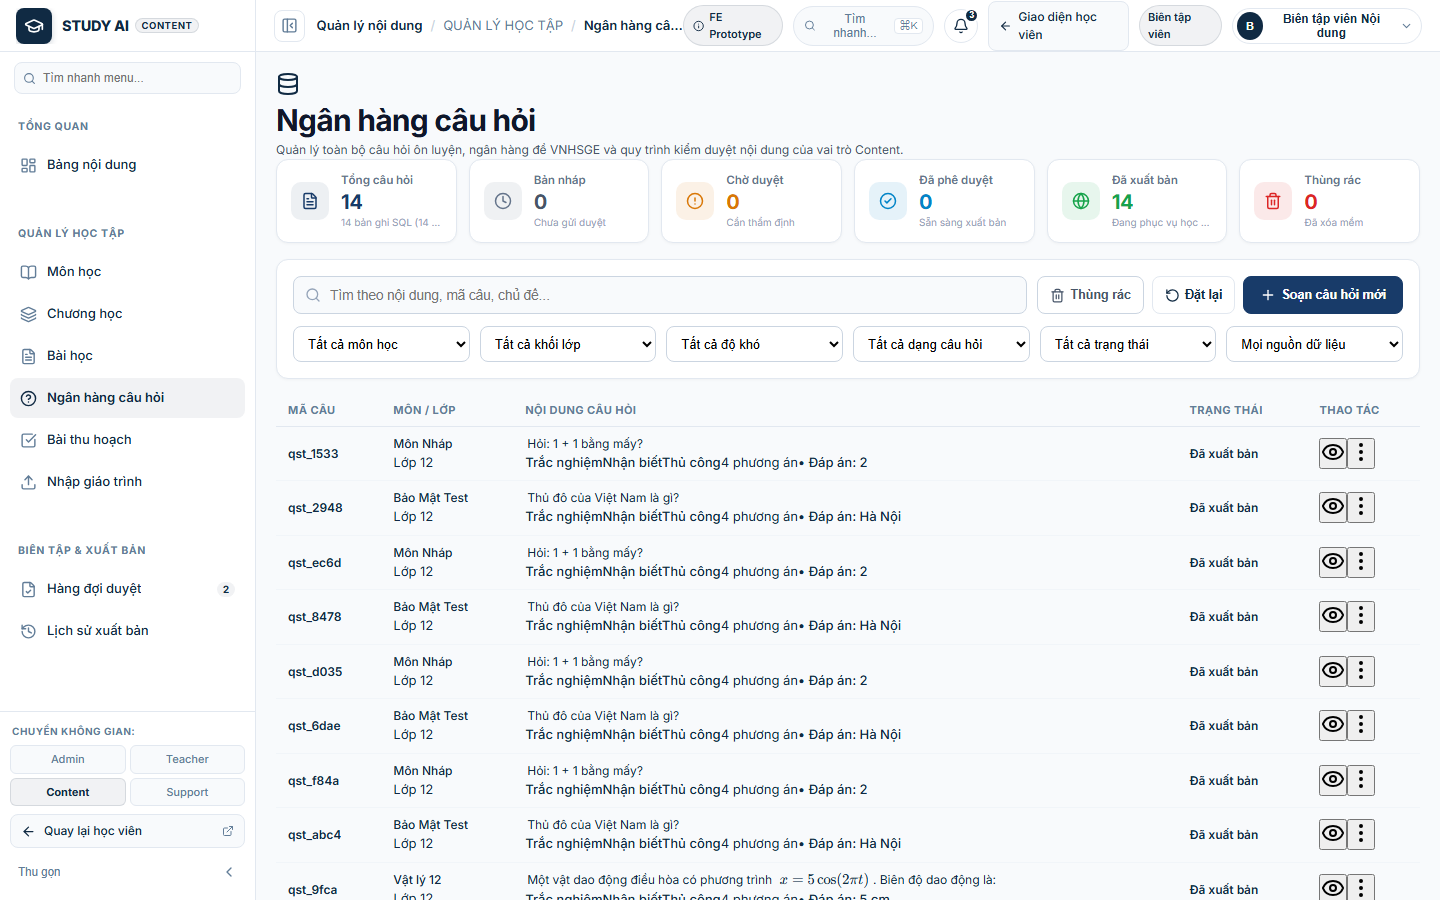 STUDY AI CONTENT
Tìm nhanh menu...
TỔNG QUAN
Bảng nội dung
QUẢN LÝ HỌC TẬP
Môn học
Chương học
Bài học
Ngân hàng câu hỏi
Bài thu hoạch
Nhập giáo trình
BIÊN TẬP & XUẤT BẢN
Hàng đợi duyệt 2
Lịch sử xuất bản
CHUYỂN KHÔNG GIAN:
Admin Teacher
Content Support
Quay lại học viên
Thu gọn
Quản lý nội dung / QUẢN LÝ HỌC TẬP / Ngân hàng câ...
FE Prototype
Tìm nhanh... ⌘K
3
Giao diện học viên
Biên tập viên
B Biên tập viên Nội dung
Ngân hàng câu hỏi
Quản lý toàn bộ câu hỏi ôn luyện, ngân hàng đề VNHSGE và quy trình kiểm duyệt nội dung của vai trò Content.
Tổng câu hỏi
14
14 bản ghi SQL (14 ...
Bản nháp
0
Chưa gửi duyệt
Chờ duyệt
0
Cần thẩm định
Đã phê duyệt
0
Sẵn sàng xuất bản
Đã xuất bản
14
Đang phục vụ học ...
Thùng rác
0
Đã xóa mềm
Tìm theo nội dung, mã câu, chủ đề...
Thùng rác
Đặt lại
Soạn câu hỏi mới
Tất cả môn học Tất cả khối lớp Tất cả độ khó Tất cả dạng câu hỏi Tất cả trạng thái Mọi nguồn dữ liệu
MÃ CÂU MÔN / LỚP NỘI DUNG CÂU HỎI TRẠNG THÁI THAO TÁC
qst_1533
Môn Nháp
Lớp 12
Hỏi: 1 + 1 bằng mấy?
Trắc nghiệmNhận biếtThủ công4 phương án• Đáp án: 2
Đã xuất bản
qst_2948
Bảo Mật Test
Lớp 12
Thủ đô của Việt Nam là gì?
Trắc nghiệmNhận biếtThủ công4 phương án• Đáp án: Hà Nội
Đã xuất bản
qst_ec6d
Môn Nháp
Lớp 12
Hỏi: 1 + 1 bằng mấy?
Trắc nghiệmNhận biếtThủ công4 phương án• Đáp án: 2
Đã xuất bản
qst_8478
Bảo Mật Test
Lớp 12
Thủ đô của Việt Nam là gì?
Trắc nghiệmNhận biếtThủ công4 phương án• Đáp án: Hà Nội
Đã xuất bản
qst_d035
Môn Nháp
Lớp 12
Hỏi: 1 + 1 bằng mấy?
Trắc nghiệmNhận biếtThủ công4 phương án• Đáp án: 2
Đã xuất bản
qst_6dae
Bảo Mật Test
Lớp 12
Thủ đô của Việt Nam là gì?
Trắc nghiệmNhận biếtThủ công4 phương án• Đáp án: Hà Nội
Đã xuất bản
qst_f84a
Môn Nháp
Lớp 12
Hỏi: 1 + 1 bằng mấy?
Trắc nghiệmNhận biếtThủ công4 phương án• Đáp án: 2
Đã xuất bản
qst_abc4
Bảo Mật Test
Lớp 12
Thủ đô của Việt Nam là gì?
Trắc nghiệmNhận biếtThủ công4 phương án• Đáp án: Hà Nội
Đã xuất bản
qst_9fca
Vật lý 12
Lớp 12
Một vật dao động điều hòa có phương trình x = 5 cos(2πt) . Biên độ dao động là:
Trắc nghiệmNhận biếtThủ công4 phương án• Đáp án: 5 cm
Đã xuất bản